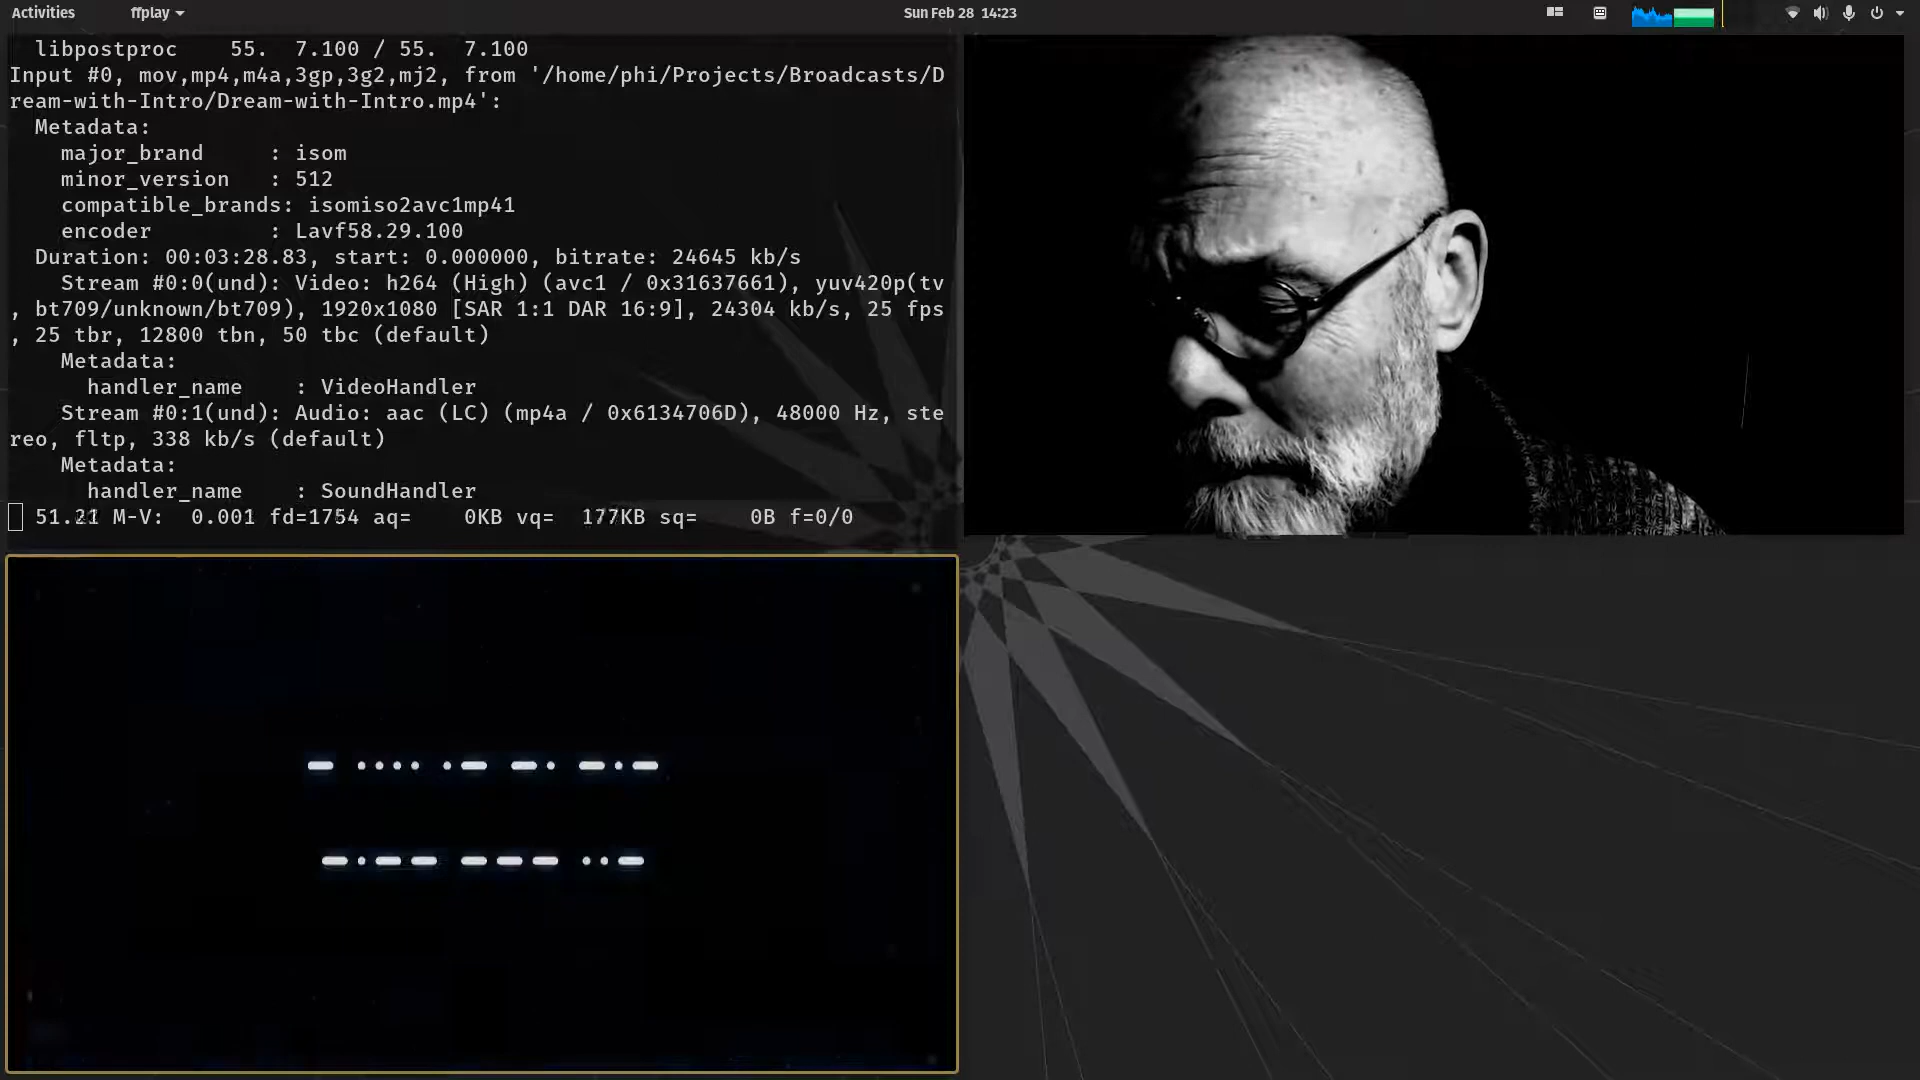 Activities
ffplay
Sun Feb 28 14:23
libpostproc    55.  7.100 / 55.  7.100
Input #0, mov,mp4,m4a,3gp,3g2,mj2, from '/home/phi/Projects/Broadcasts/D
ream-with-Intro/Dream-with-Intro.mp4':
Metadata:
major_brand     : isom
minor_version   : 512
compatible_brands: isomiso2avc1mp41
encoder         : Lavf58.29.100
Duration: 00:03:28.83, start: 0.000000, bitrate: 24645 kb/s
Stream #0:0(und): Video: h264 (High) (avc1 / 0x31637661), yuv420p(tv
, bt709/unknown/bt709), 1920x1080 [SAR 1:1 DAR 16:9], 24304 kb/s, 25 fps
, 25 tbr, 12800 tbn, 50 tbc (default)
Metadata:
handler_name    : VideoHandler
Stream #0:1(und): Audio: aac (LC) (mp4a / 0x6134706D), 48000 Hz, ste
reo, fltp, 338 kb/s (default)
Metadata:
handler_name    : SoundHandler
M-V:  0.001 fd=1754 aq=    0KB vq=  177KB sq=    0B f=0/0
- .... .- -. -.-
-.-- --- ..-